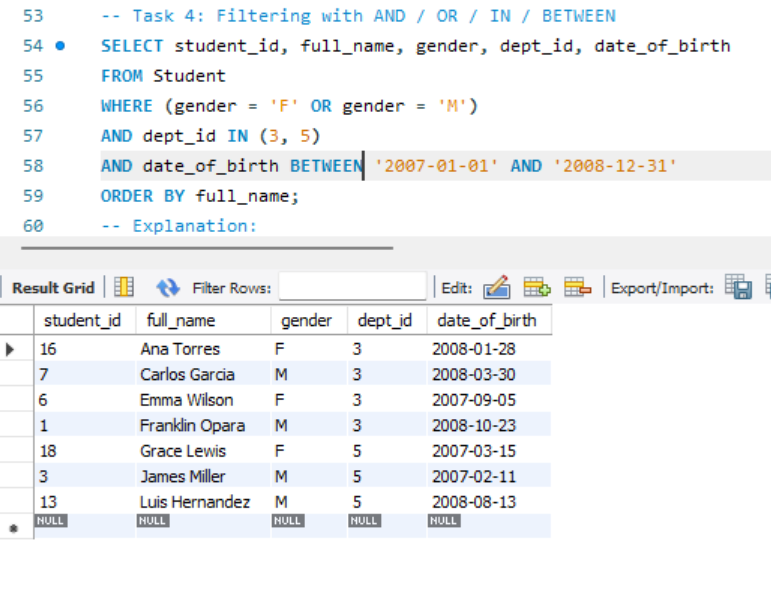 53 -- Task 4: Filtering with AND / OR / IN / BETWEEN
54 SELECT student_id, full_name, gender, dept_id, date_of_birth
55 FROM Student
56 WHERE (gender = 'F' OR gender = 'M')
57 AND dept_id IN (3, 5)
58 AND date_of_birth BETWEEN '2007-01-01' AND '2008-12-31'
59 ORDER BY full_name;
60 -- Explanation:
Result Grid Filter Rows: Edit: Export/Import:
student_id full_name gender dept_id date_of_birth
16 Ana Torres F 3 2008-01-28
7 Carlos Garcia M 3 2008-03-30
6 Emma Wilson F 3 2007-09-05
1 Franklin Opara M 3 2008-10-23
18 Grace Lewis F 5 2007-03-15
3 James Miller M 5 2007-02-11
13 Luis Hernandez M 5 2008-08-13
NULL NULL NULL NULL NULL